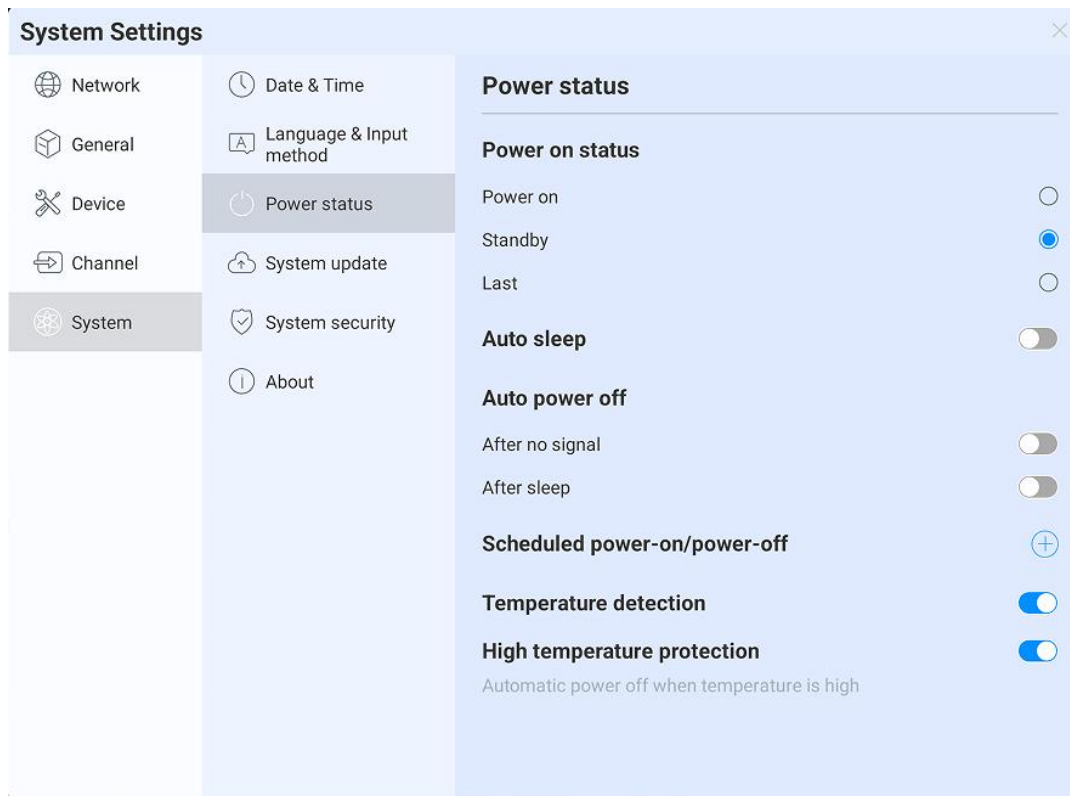 System Settings
Network
General
Device
Channel
System
Date & Time
Language & Input
method
Power status
System update
System security
About
Power status
Power on status
Power on
Standby
Last
Auto sleep
Auto power off
After no signal
After sleep
Scheduled power-on/power-off
Temperature detection
High temperature protection
Automatic power off when temperature is high